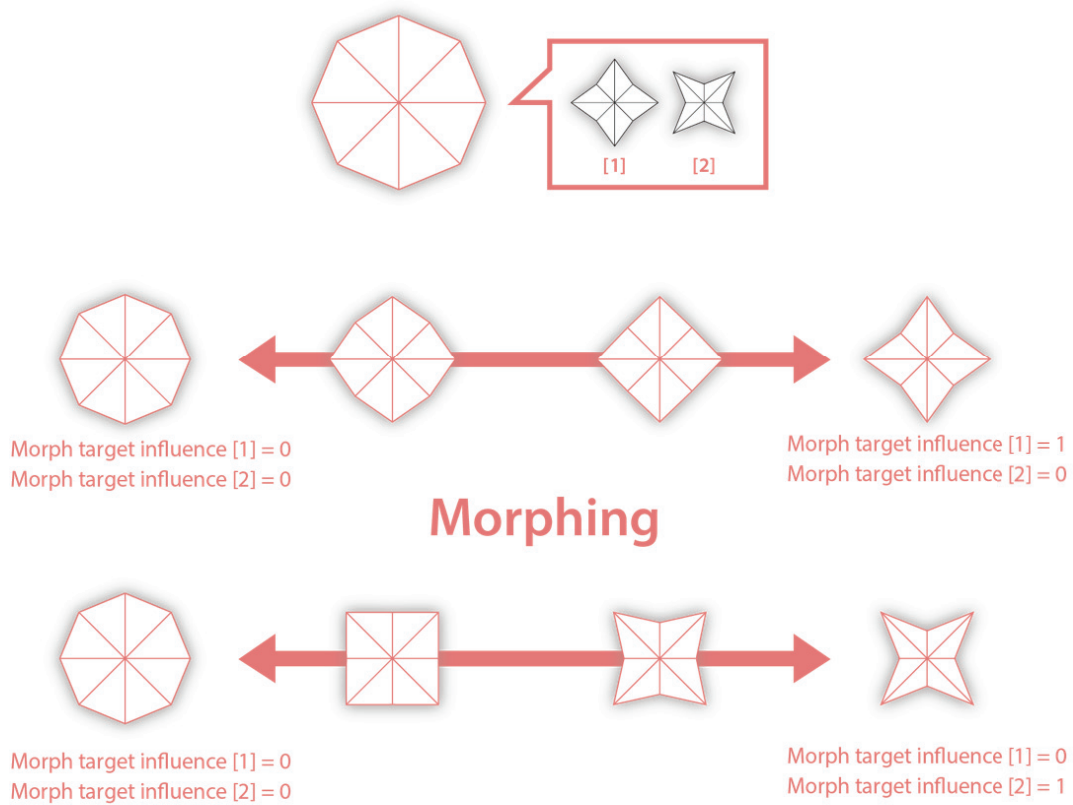 [1] [2]
Morph target influence [1] = 0
Morph target influence [2] = 0
Morph target influence [1] = 1
Morph target influence [2] = 0
Morphing
Morph target influence [1] = 0
Morph target influence [2] = 0
Morph target influence [1] = 0
Morph target influence [2] = 1